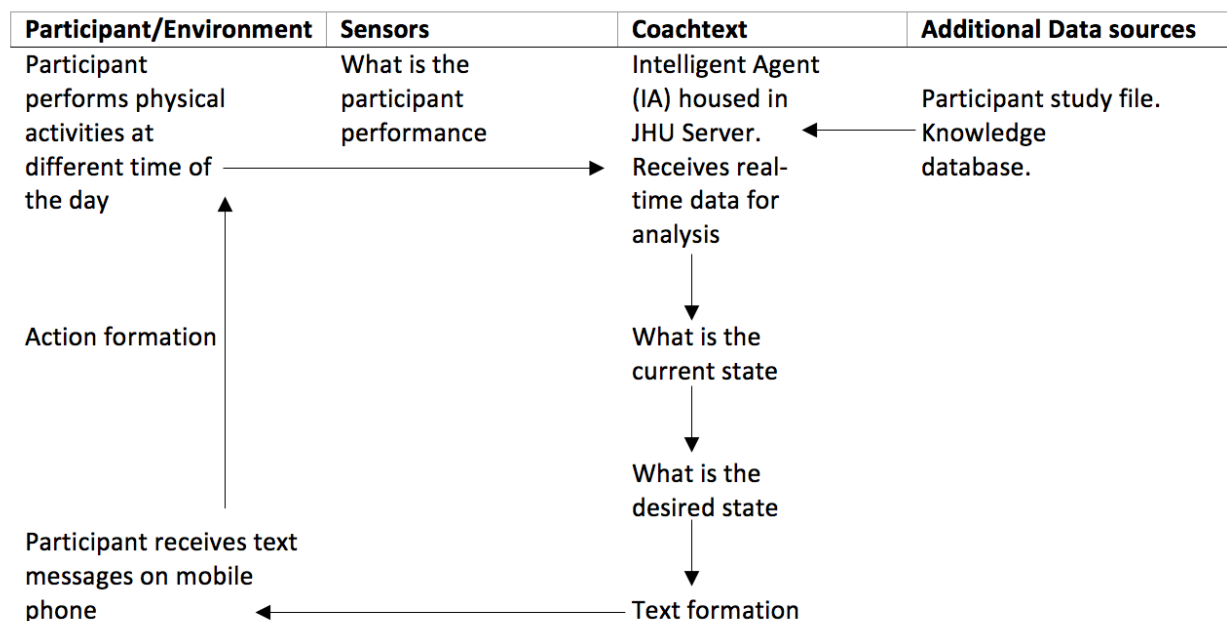 Participant/Environment Sensors Coachtext Additional Data sources
Participant
performs physical
activities at
different time of
the day
What is the
participant
performance
Intelligent Agent
(IA) housed in
JHU Server.
Receives real-
time data for
analysis
Participant study file.
Knowledge
database.
What is the
current state
What is the
desired state
Text formation
Participant receives text
messages on mobile
phone
Action formation